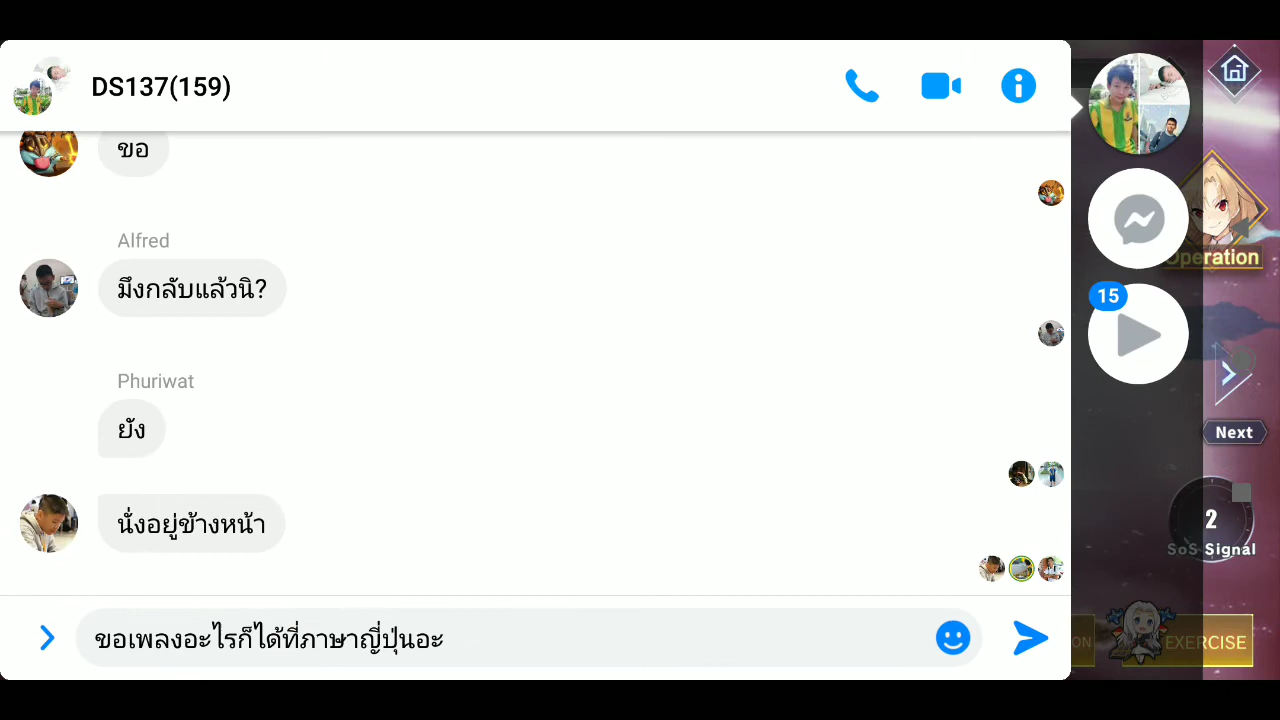 DS137(159)
ขอ
Alfred
มึงกลับแล้วนิ?
Phuriwat
ยัง
นั่งอยู่ข้างหน้า
ขอเพลงอะไรก็ได้ที่ภาษาญี่ปุ่นอะ
Operation
15
Next
2
SoS Signal
ON
EXERCISE